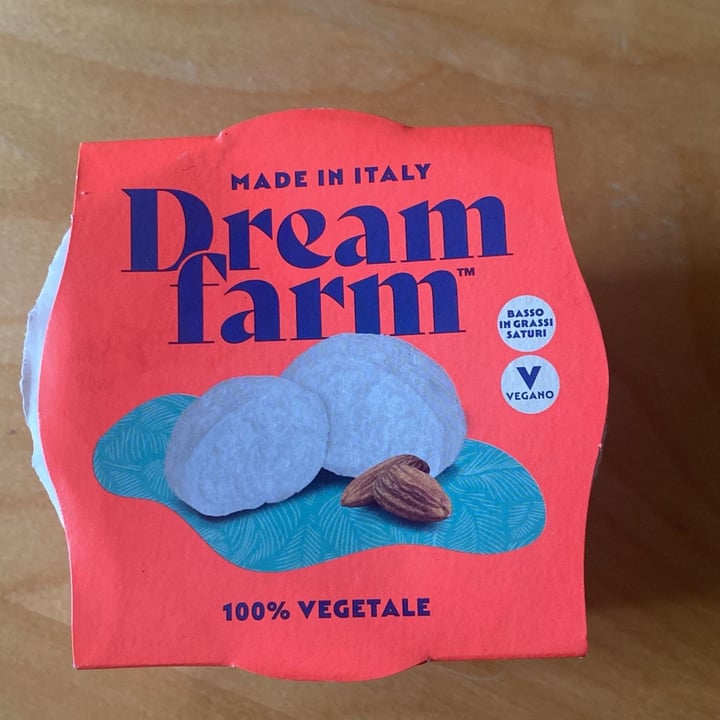 MADE IN ITALY
Dream
farm™
BASSO
IN GRASSI
SATURI
V
VEGANO
100% VEGETALE